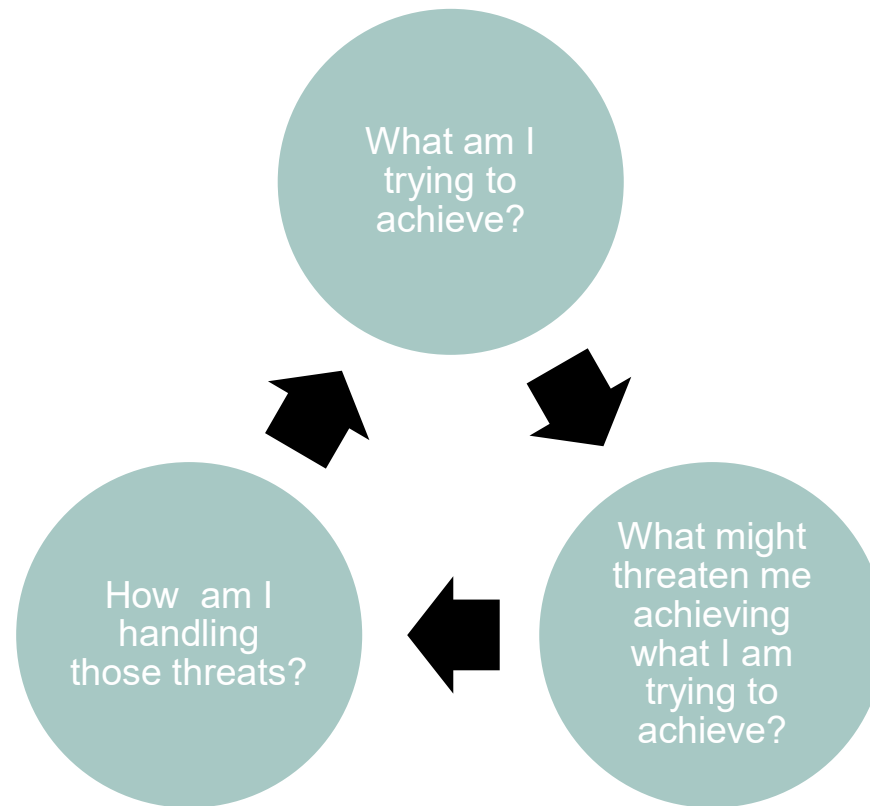 What am I
trying to
achieve?
What might
threaten me
achieving
what I am
trying to
achieve?
How  am I
handling
those threats?